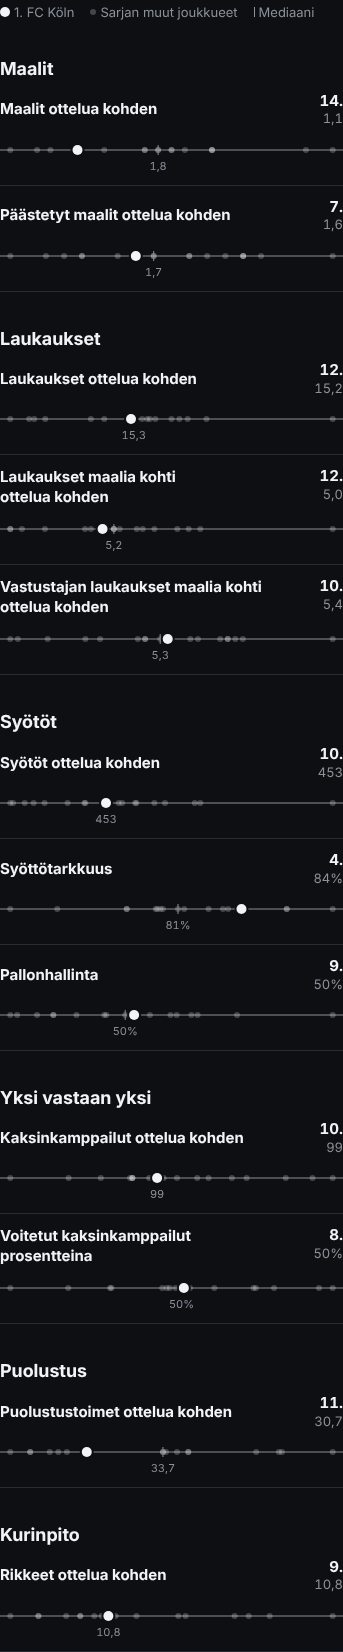 1. FC Köln Sarjan muut joukkueet Mediaani
Maalit
Maalit ottelua kohden
14.
1,1
1,8
Päästetyt maalit ottelua kohden
7.
1,6
1,7
Laukaukset
Laukaukset ottelua kohden
12.
15,2
15,3
Laukaukset maalia kohti
ottelua kohden
12.
5,0
5,2
Vastustajan laukaukset maalia kohti
ottelua kohden
10.
5,4
5,3
Syötöt
Syötöt ottelua kohden
10.
453
453
Syöttötarkkuus
4.
84%
81%
Pallonhallinta
9.
50%
50%
Yksi vastaan yksi
Kaksinkamppailut ottelua kohden
10.
99
99
Voitetut kaksinkamppailut
prosentteina
8.
50%
50%
Puolustus
Puolustustoimet ottelua kohden
11.
30,7
33,7
Kurinpito
Rikkeet ottelua kohden
9.
10,8
10,8